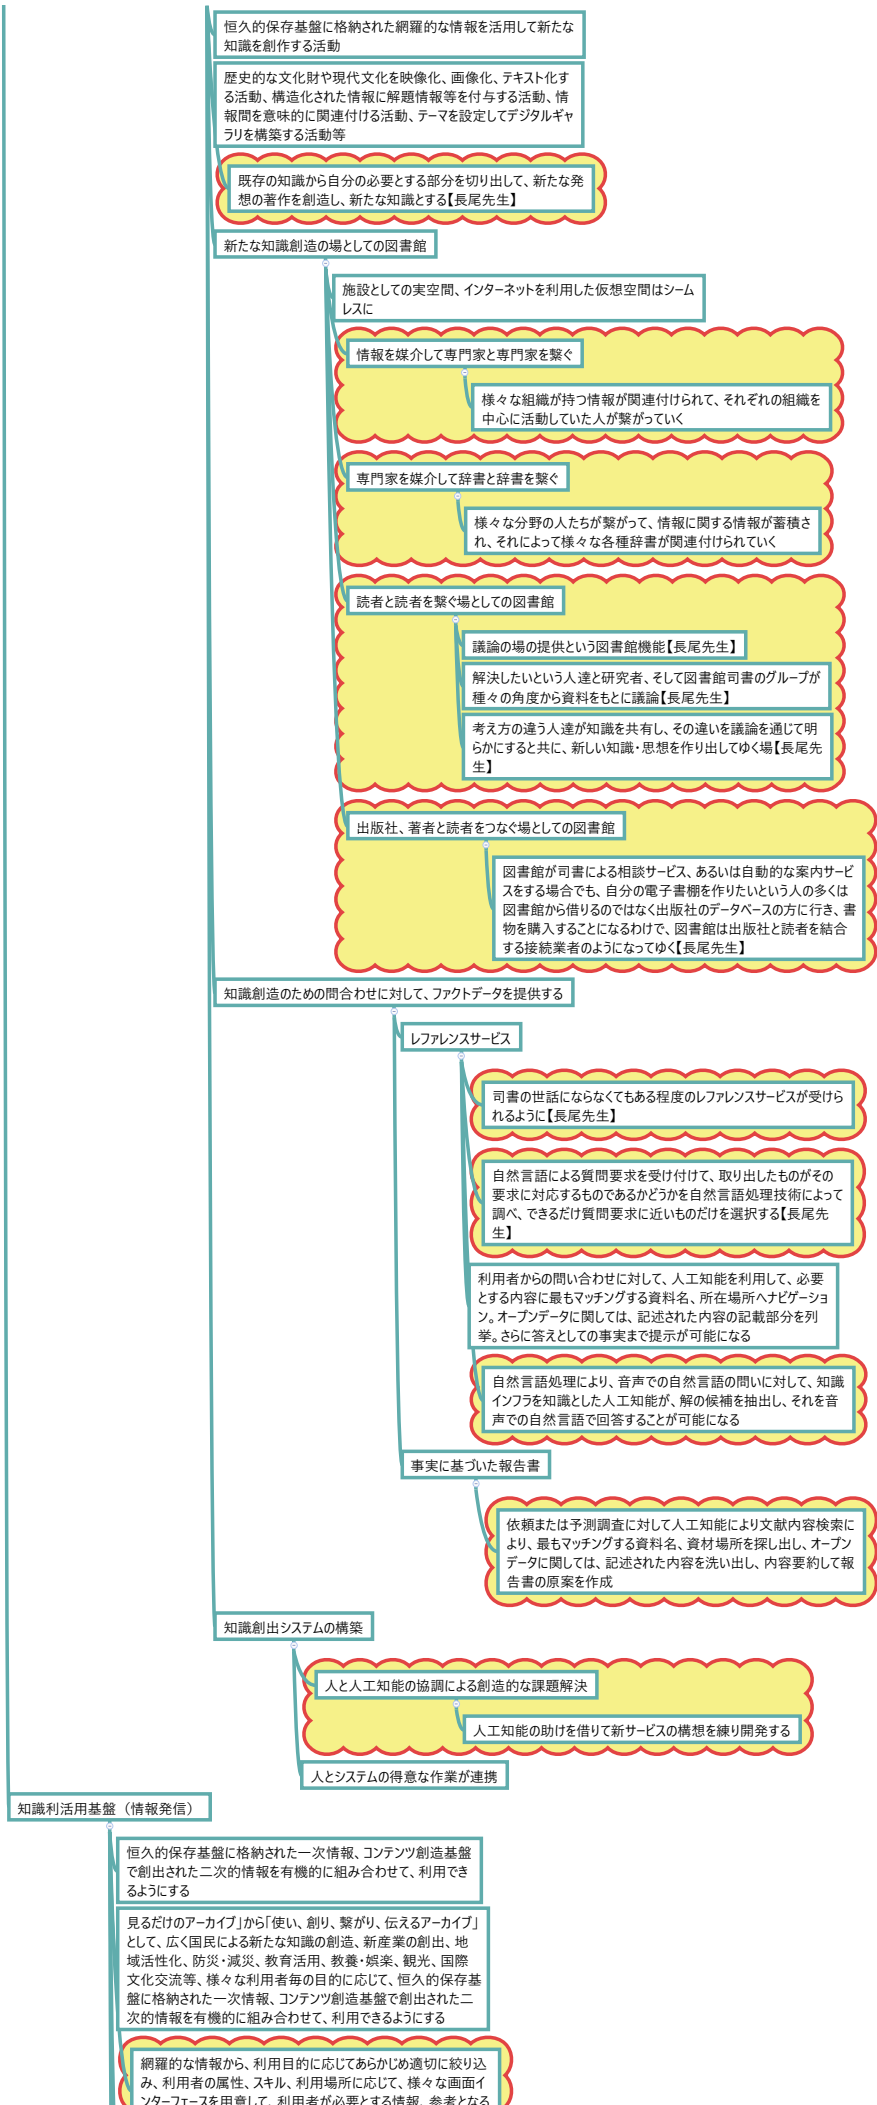 恒久的保存基盤に格納された網羅的な情報を活用して新たな
知識を創作する活動
歴史的な文化財や現代文化を映像化、画像化、テキスト化す
る活動、構造化された情報に解題情報等を付与する活動、情
報間を意味的に関連付ける活動、テーマを設定してデジタルギャ
ラリを構築する活動等
既存の知識から自分の必要とする部分を切り出して、新たな発
想の著作を創造し、新たな知識とする【長尾先生】
新たな知識創造の場としての図書館
施設としての実空間、インターネットを利用した仮想空間はシーム
レスに
情報を媒介して専門家と専門家を繋ぐ
様々な組織が持つ情報が関連付けられて、それぞれの組織を
中心に活動していた人が繋がっていく
専門家を媒介して辞書と辞書を繋ぐ
様々な分野の人たちが繋がって、情報に関する情報が蓄積さ
れ、それによって様々な各種辞書が関連付けられていく
読者と読者を繋ぐ場としての図書館
議論の場の提供という図書館機能【長尾先生】
解決したいという人達と研究者、そして図書館司書のグループが
種々の角度から資料をもとに議論【長尾先生】
考え方の違う人達が知識を共有し、その違いを議論を通じて明
らかにすると共に、新しい知識・思想を作り出してゆく場【長尾先
生】
出版社、著者と読者をつなぐ場としての図書館
図書館が司書による相談サービス、あるいは自動的な案内サービ
スをする場合でも、自分の電子書棚を作りたいという人の多くは
図書館から借りるのではなく出版社のデータベースの方に行き、書
物を購入することになるわけで、図書館は出版社と読者を結合
する接続業者のようになってゆく【長尾先生】
知識創造のための問合わせに対して、ファクトデータを提供する
レファレンスサービス
司書の世話にならなくてもある程度のレファレンスサービスが受けら
れるように【長尾先生】
自然言語による質問要求を受け付けて、取り出したものがその
要求に対応するものであるかどうかを自然言語処理技術によって
調べ、できるだけ質問要求に近いものだけを選択する【長尾先
生】
利用者からの問い合わせに対して、人工知能を利用して、必要
とする内容に最もマッチングする資料名、所在場所へナビゲーショ
ン。オープンデータに関しては、記述された内容の記載部分を列
挙。さらに答えとしての事実まで提示が可能になる
自然言語処理により、音声での自然言語の問いに対して、知識
インフラを知識とした人工知能が、解の候補を抽出し、それを音
声での自然言語で回答することが可能になる
事実に基づいた報告書
依頼または予測調査に対して人工知能により文献内容検索に
より、最もマッチングする資料名、資材場所を探し出し、オープン
データに関しては、記述された内容を洗い出し、内容要約して報
告書の原案を作成
知識創出システムの構築
人と人工知能の協調による創造的な課題解決
人工知能の助けを借りて新サービスの構想を練り開発する
人とシステムの得意な作業が連携
知識利活用基盤（情報発信）
恒久的保存基盤に格納された一次情報、コンテンツ創造基盤
で創出された二次的情報を有機的に組み合わせて、利用でき
るようにする
見るだけのアーカイブ」から「使い、創り、繋がり、伝えるアーカイブ」
として、広く国民による新たな知識の創造、新産業の創出、地
域活性化、防災・減災、教育活用、教養・娯楽、観光、国際
文化交流等、様々な利用者毎の目的に応じて、恒久的保存基
盤に格納された一次情報、コンテンツ創造基盤で創出された二
次的情報を有機的に組み合わせて、利用できるようにする
網羅的な情報から、利用目的に応じてあらかじめ適切に絞り込
み、利用者の属性、スキル、利用場所に応じて、様々な画面イ
ンターフェースを用意して、利用者が必要とする情報、参考となる